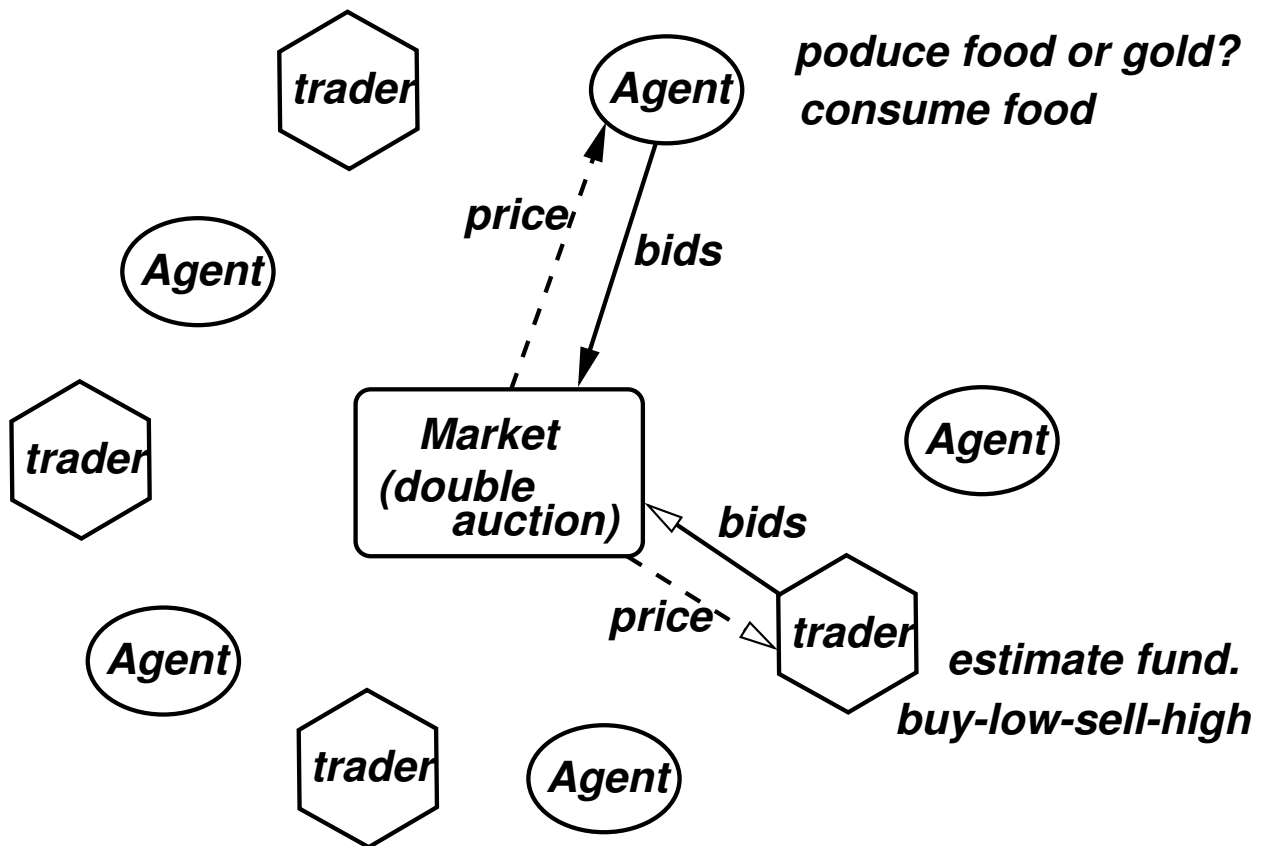 poduce food or gold?
consume food
trader
Agent
price
bids
Agent
Market
(double
auction)
Agent
trader
bids
price
trader
estimate fund.
buy-low-sell-high
Agent
trader
Agent